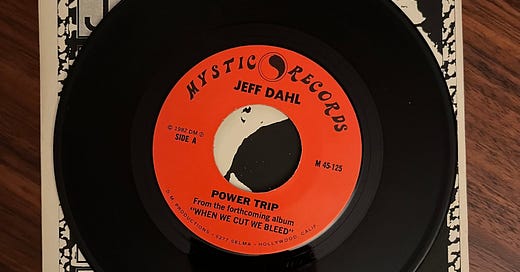 MYSTIC RECORDS
JEFF DAHL
© 1982 DM ℗
SIDE A
M 45-125
POWER TRIP
From the forthcoming album
"WHEN WE CUT WE BLEED"
D.M. PRODUCTIONS • 6277 SELMA • HOLLYWOOD, CALIF.